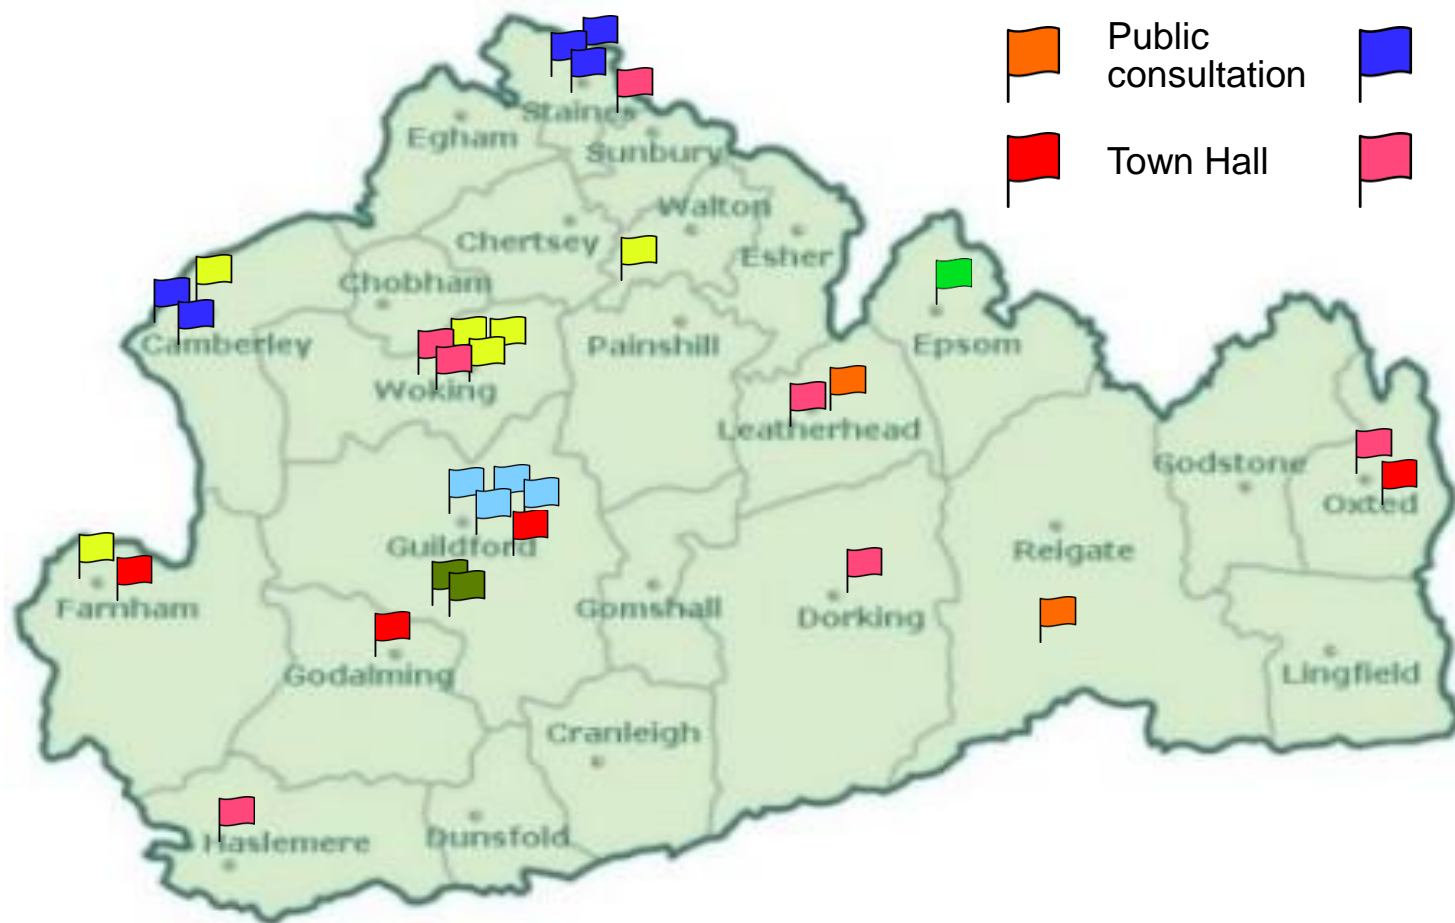 Public
consultation
Town Hall
Staines
Egham
Sunbury
Walton
Chertsey
Esher
Chobham
Camberley
Painshill
Epsom
Woking
Leatherhead
Godstone
Oxted
Guildford
Reigate
Farnham
Gomshall
Dorking
Godalming
Lingfield
Cranleigh
Dunsfold
Haslemere